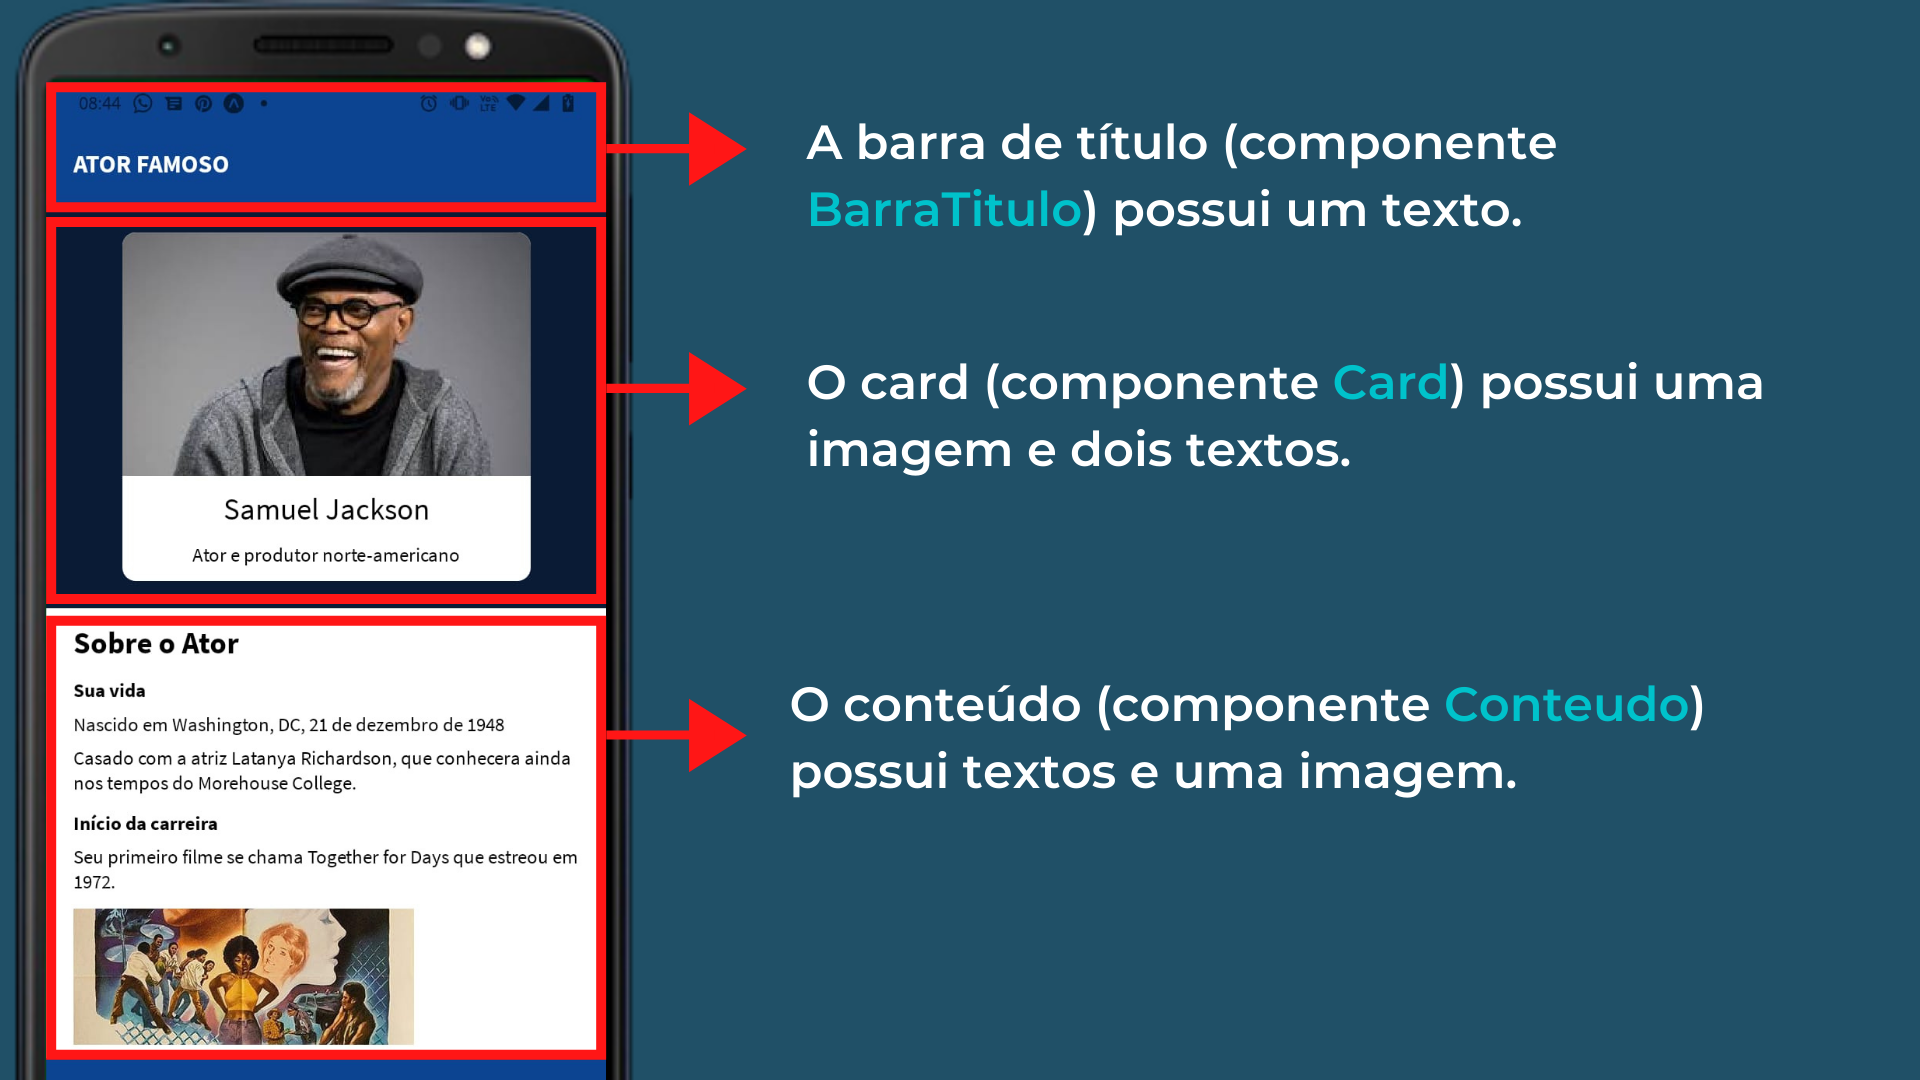 08:44
VoLTE
ATOR FAMOSO
Samuel Jackson
Ator e produtor norte-americano
Sobre o Ator
Sua vida
Nascido em Washington, DC, 21 de dezembro de 1948
Casado com a atriz Latanya Richardson, que conhecera ainda
nos tempos do Morehouse College.
Início da carreira
Seu primeiro filme se chama Together for Days que estreou em
1972.
A barra de título (componente
BarraTitulo) possui um texto.
O card (componente Card) possui uma
imagem e dois textos.
O conteúdo (componente Conteudo)
possui textos e uma imagem.